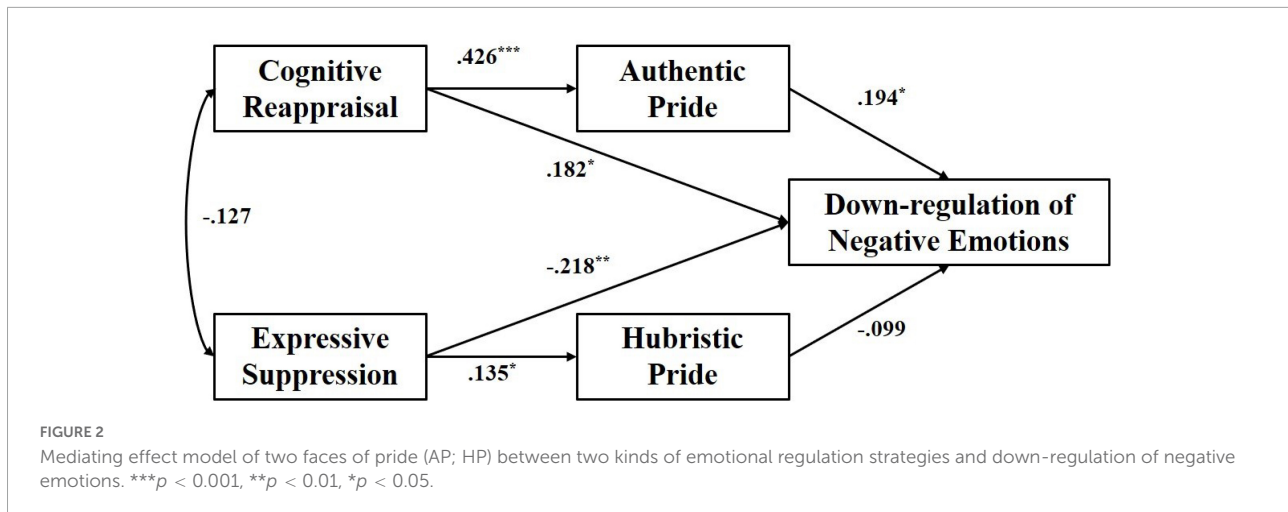 Cognitive
Reappraisal
.426***
Authentic
Pride
.194*
.182*
-.127
Down-regulation of
Negative Emotions
-.218**
Expressive
Suppression
.135*
Hubristic
Pride
-.099
FIGURE 2
Mediating effect model of two faces of pride (AP; HP) between two kinds of emotional regulation strategies and down-regulation of negative
emotions. ***p < 0.001, **p < 0.01, *p < 0.05.